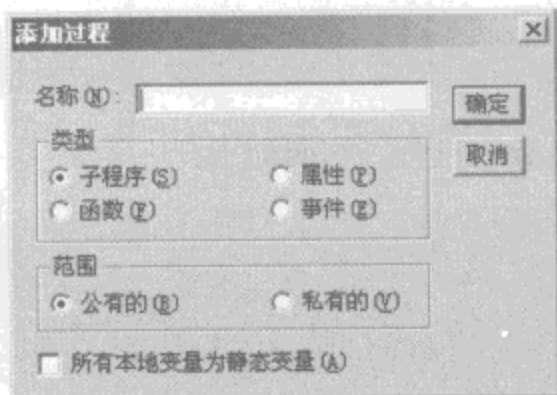 添加过程
名称(N):
确定
取消
类型
子程序(S)
属性(P)
函数(F)
事件(E)
范围
公有的(B)
私有的(V)
所有本地变量为静态变量(A)